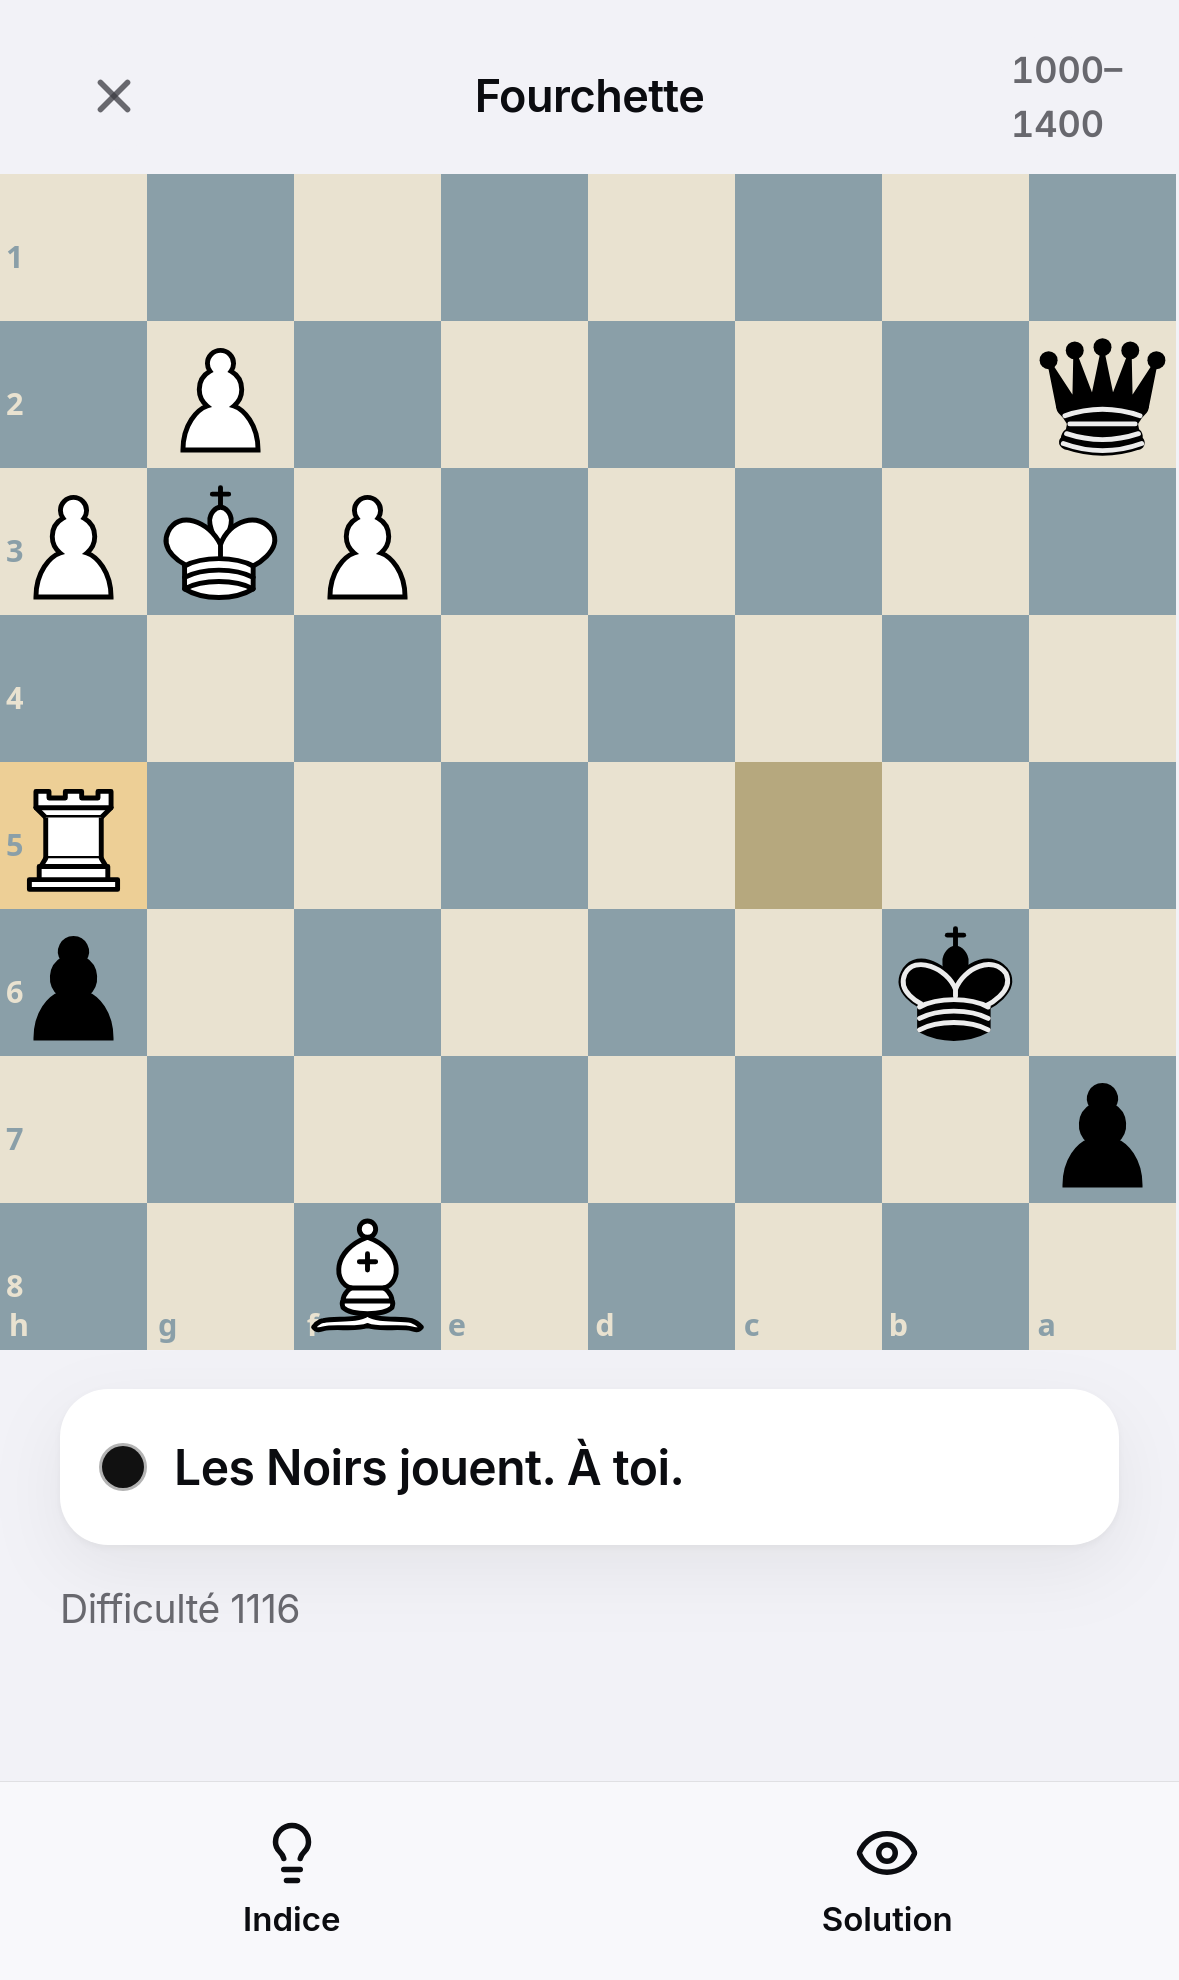 Fourchette
1000–
1400
1
2
3
4
5
6
7
8
h g f e d c b a
Les Noirs jouent. À toi.
Difficulté 1116
Indice
Solution